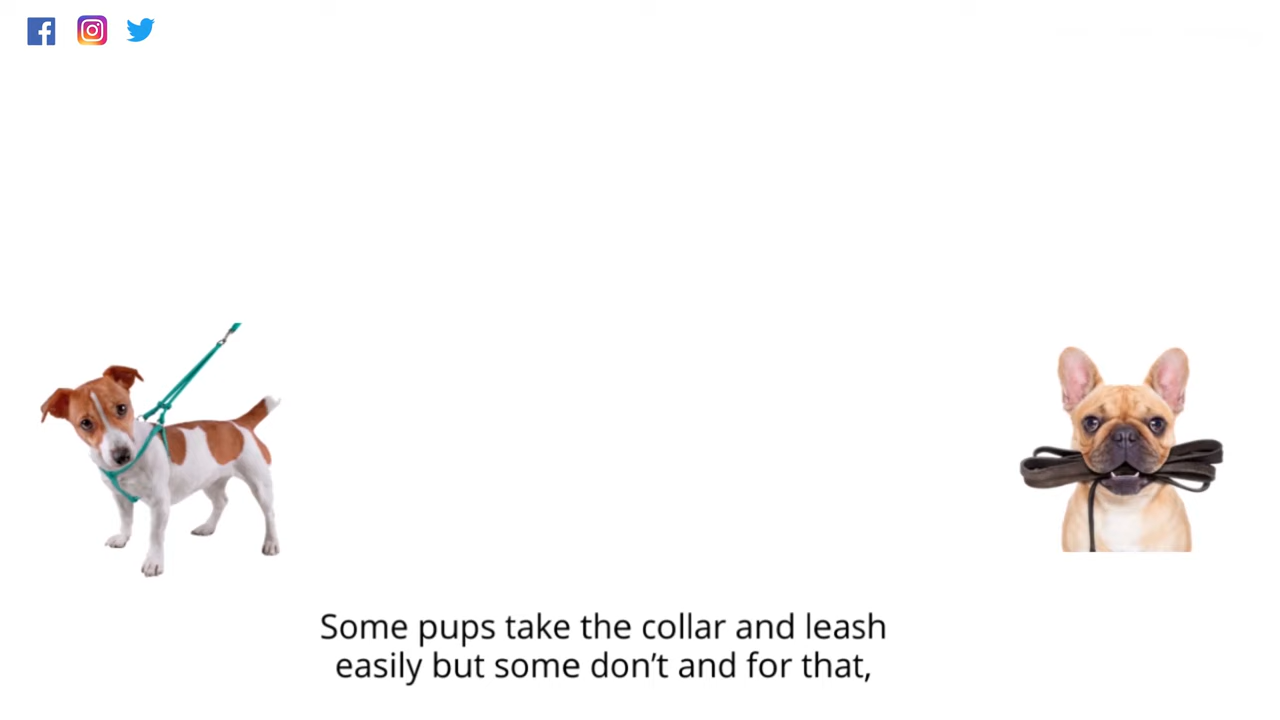 Some pups take the collar and leash
easily but some don’t and for that,